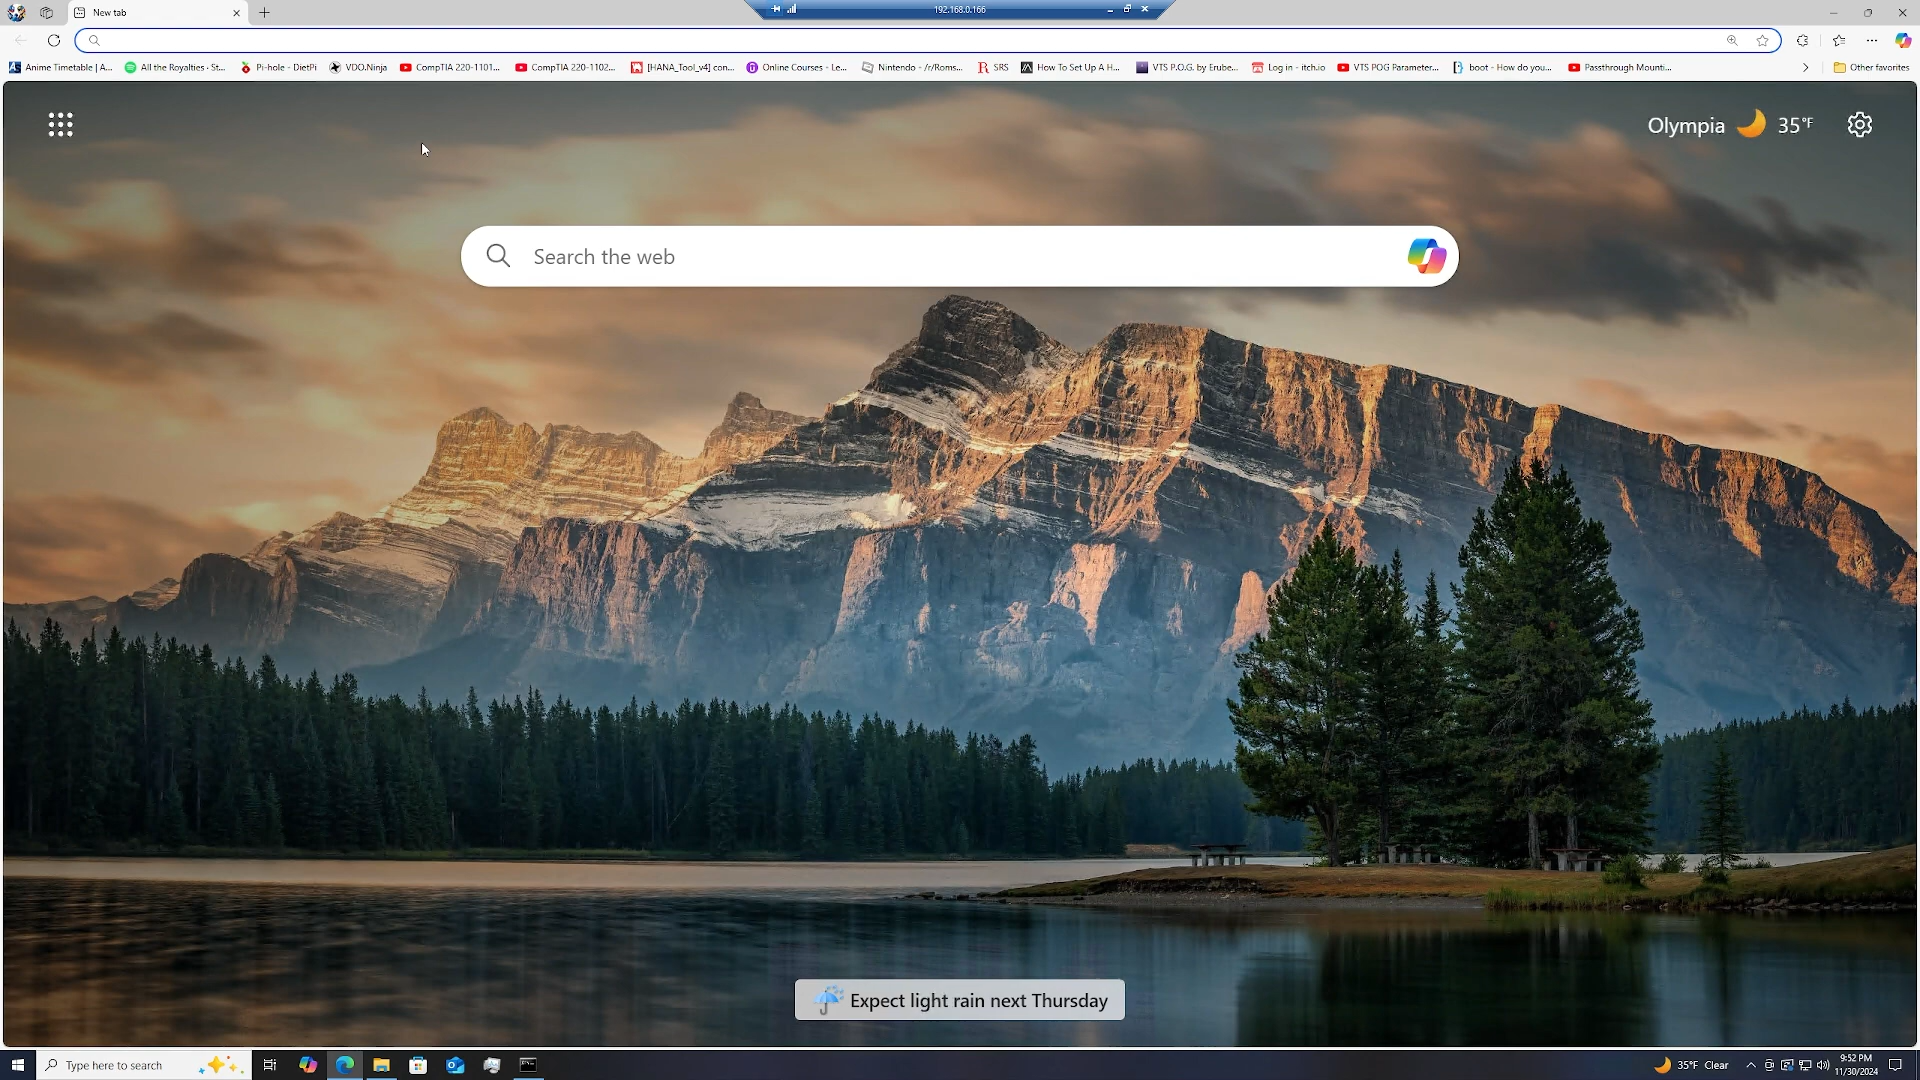 New tab
192.168.0.166
Anime Timetable | A...
All the Royalties · St...
Pi-hole - DietPi
VDO.Ninja
CompTIA 220-1101...
CompTIA 220-1102...
[HANA_Tool_v4] con...
Online Courses - Le...
Nintendo - /r/Roms...
SRS
How To Set Up A H...
VTS P.O.G. by Erube...
Log in - itch.io
VTS POG Parameter...
boot - How do you...
Passthrough Mounti...
Other favorites
Olympia 35°F
Search the web
Expect light rain next Thursday
Type here to search
35°F Clear
9:52 PM
11/30/2024